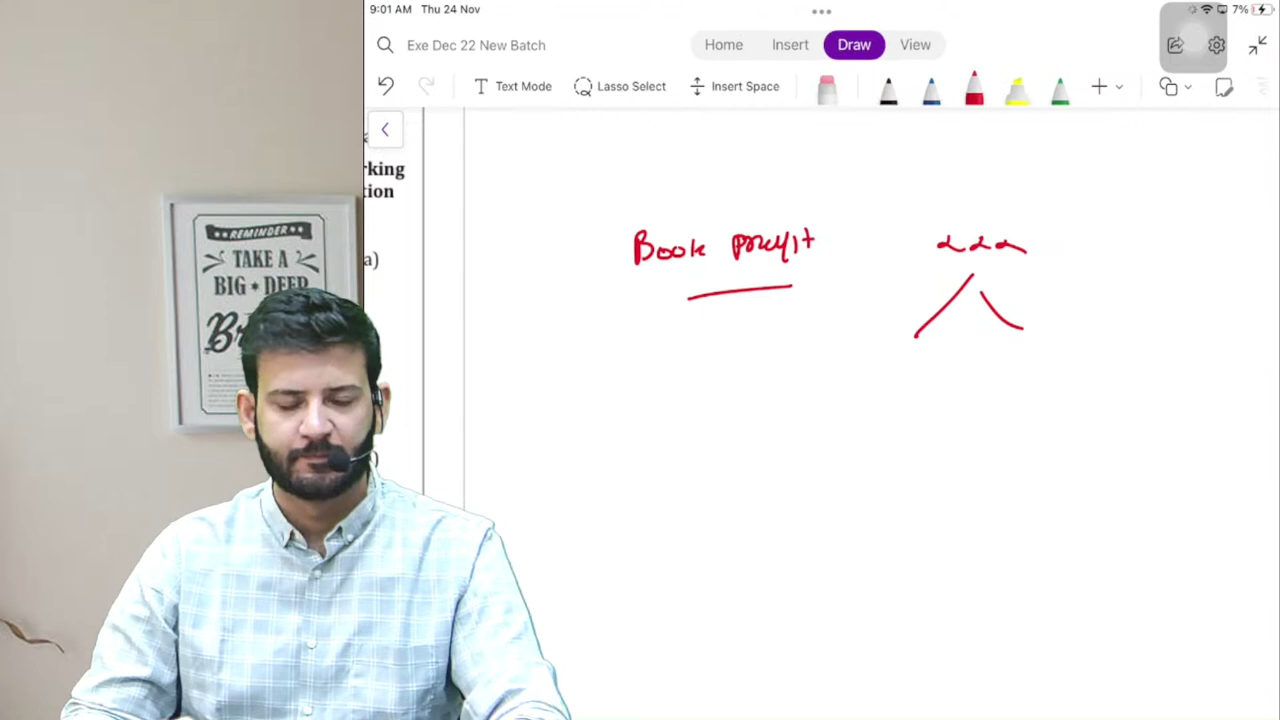 9:01 AM Thu 24 Nov
7%
Exe Dec 22 New Batch
Home Insert Draw View
Text Mode Lasso Select Insert Space
rking
tion
a)
REMINDER
TAKE A
BIG DEEP
Book profit